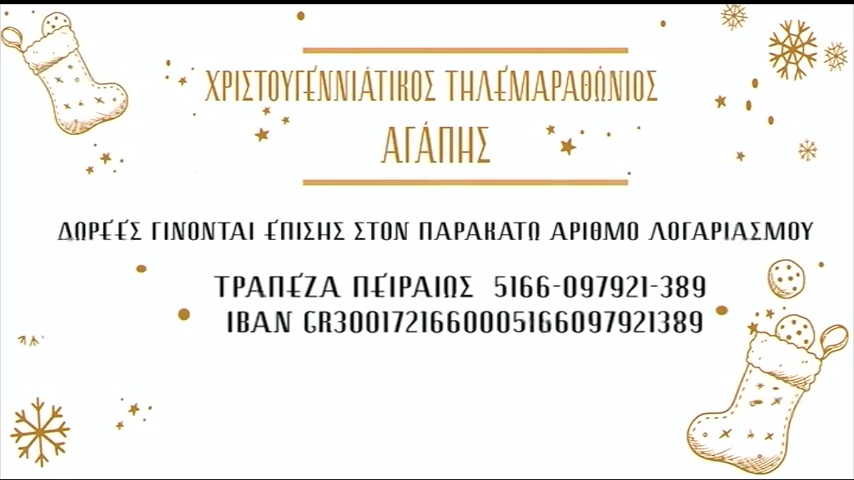 ΧΡΙΣΤΟΥΓΕΝΝΙΑΤΙΚΟΣ ΤΗΛΕΜΑΡΑΘΩΝΙΟΣ
ΑΓΑΠΗΣ
ΔΩΡΕΕΣ ΓΙΝΟΝΤΑΙ ΕΠΙΣΗΣ ΣΤΟΝ ΠΑΡΑΚΑΤΩ ΑΡΙΘΜΟ ΛΟΓΑΡΙΑΣΜΟΥ
ΤΡΑΠΕΖΑ ΠΕΙΡΑΙΩΣ 5166-097921-389
IBAN GR3001721660005166097921389